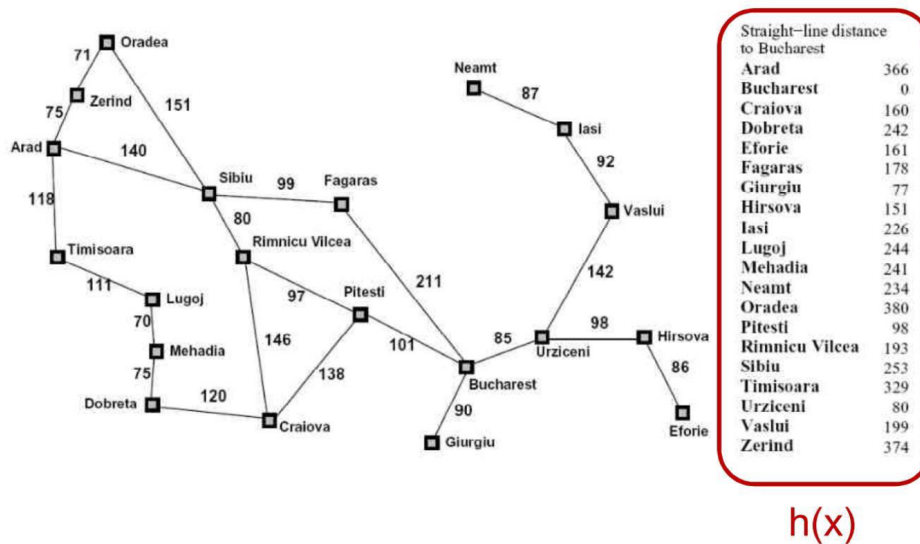 Oradea
71
Neamt
Zerind
87
75
151
Iasi
Arad
140
92
Sibiu
99
Fagaras
118
80
Vaslui
Timisoara
Rimnicu Vilcea
111
Lugoj
97
Pitesti
211
142
70
98
Mehadia
146
101
85
Urziceni
Hirsova
75
138
Bucharest
86
Dobreta
120
90
Craiova
Giurgiu
Eforie
Straight-line distance
to Bucharest
Arad 366
Bucharest 0
Craiova 160
Dobreta 242
Eforie 161
Fagaras 178
Giurgiu 77
Hirsova 151
Iasi 226
Lugoj 244
Mehadia 241
Neamt 234
Oradea 380
Pitesti 98
Rimnicu Vilcea 193
Sibiu 253
Timisoara 329
Urziceni 80
Vaslui 199
Zerind 374
h(x)